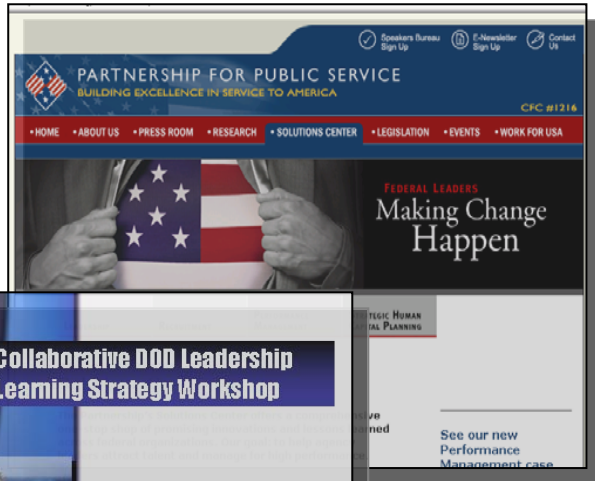 Speakers Bureau
Sign Up
E-Newsletter
Sign Up
Contact
Us
PARTNERSHIP FOR PUBLIC SERVICE
BUILDING EXCELLENCE IN SERVICE TO AMERICA
CFC #1216
• HOME • ABOUT US • PRESS ROOM • RESEARCH • SOLUTIONS CENTER • LEGISLATION • EVENTS • WORK FOR USA
FEDERAL LEADERS
Making Change
Happen
TEGIC HUMAN
TAL PLANNING
Collaborative DOD Leadership
Learning Strategy Workshop
See our new
Performance
Management case